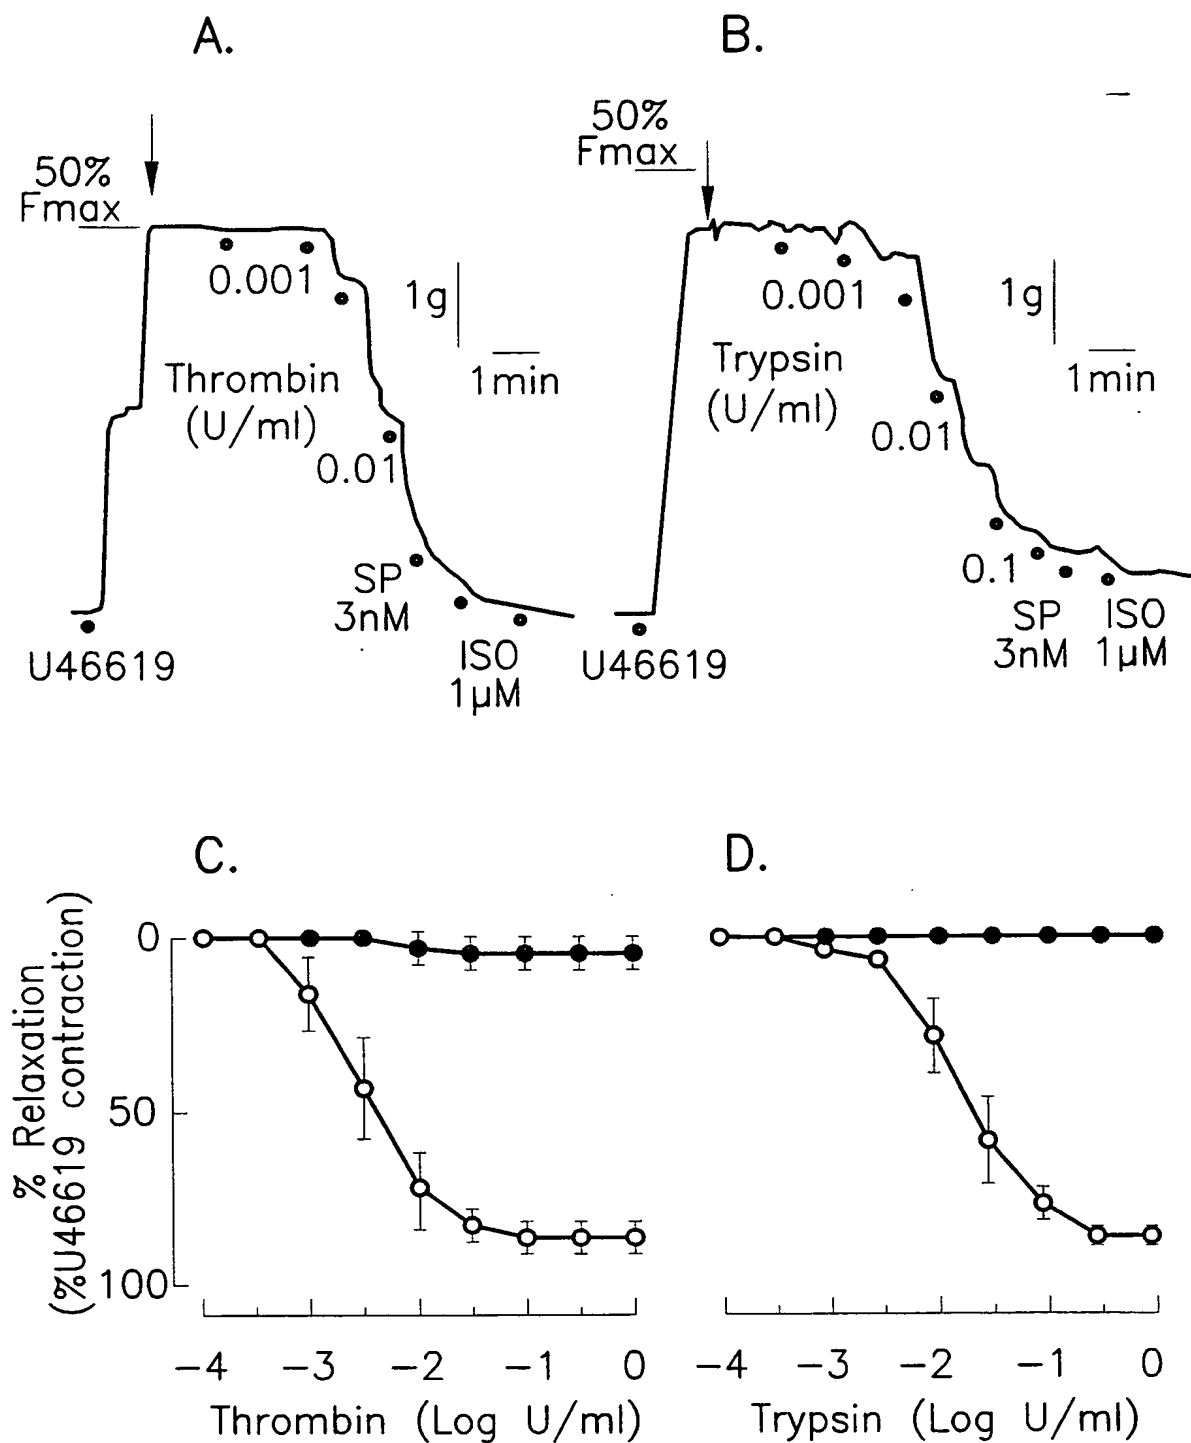 A.
50%
Fmax
0.001
1g
1min
Thrombin
(U/ml)
0.01
SP
3nM
U46619
ISO
1µM
B.
50%
Fmax
0.001
1g
1min
Trypsin
(U/ml)
0.01
0.1
SP
3nM
ISO
1µM
U46619
C.
% Relaxation
(%U46619 contraction)
0
50
100
-4 -3 -2 -1 0
Thrombin (Log U/ml)
D.
-4 -3 -2 -1 0
Trypsin (Log U/ml)